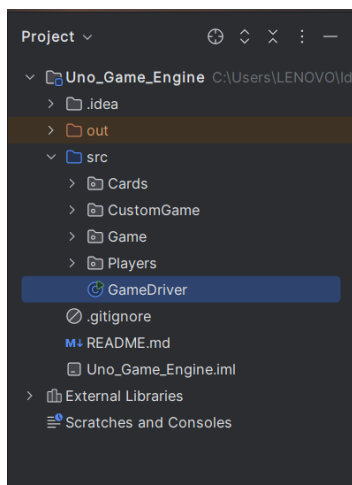 Project
Uno_Game_Engine C:\Users\LENOVO\Id
.idea
out
src
Cards
CustomGame
Game
Players
GameDriver
.gitignore
M↓ README.md
Uno_Game_Engine.iml
External Libraries
Scratches and Consoles